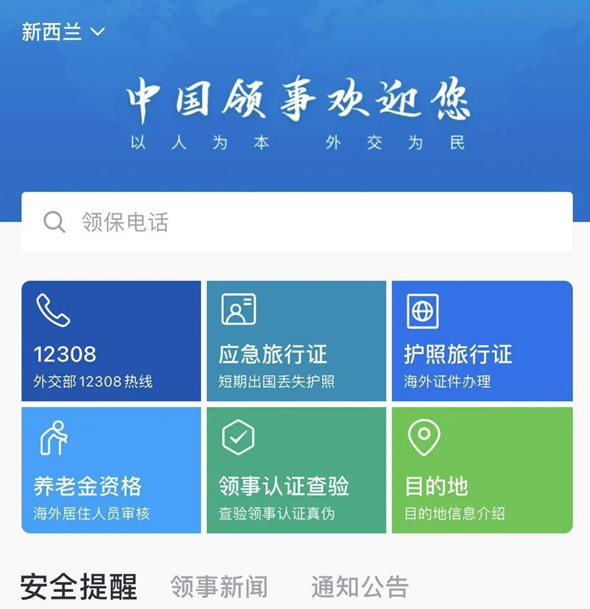 新西兰
中国领事欢迎您
以人为本 外交为民
领保电话
12308
外交部12308热线
应急旅行证
短期出国丢失护照
护照旅行证
海外证件办理
养老金资格
海外居住人员审核
领事认证查验
查验领事认证真伪
目的地
目的地信息介绍
安全提醒 领事新闻 通知公告